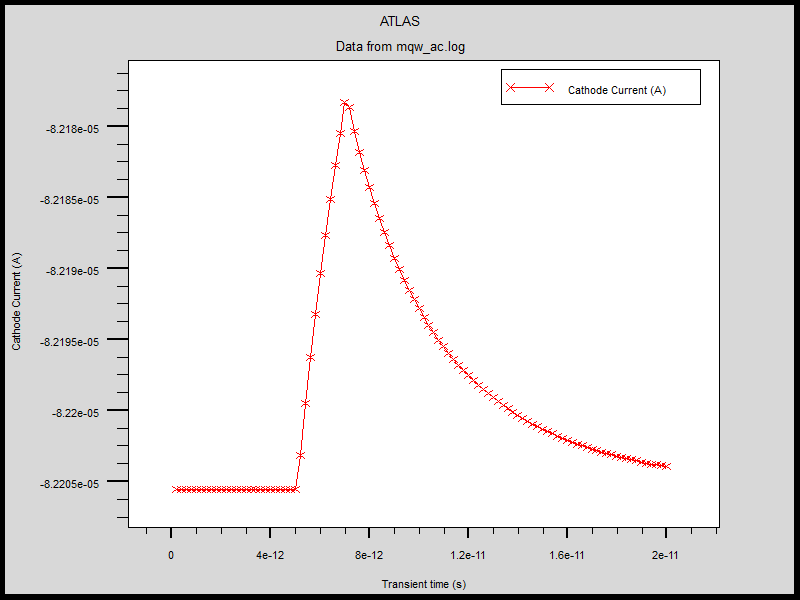 ATLAS
Data from mqw_ac.log
Cathode Current (A)
-8.218e-05
-8.2185e-05
-8.219e-05
-8.2195e-05
-8.22e-05
-8.2205e-05
Cathode Current (A)
0
4e-12
8e-12
1.2e-11
1.6e-11
2e-11
Transient time (s)